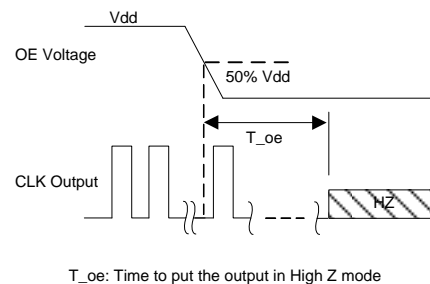 Vdd
OE Voltage
50% Vdd
T_oe
CLK Output
HZ
T_oe: Time to put the output in High Z mode